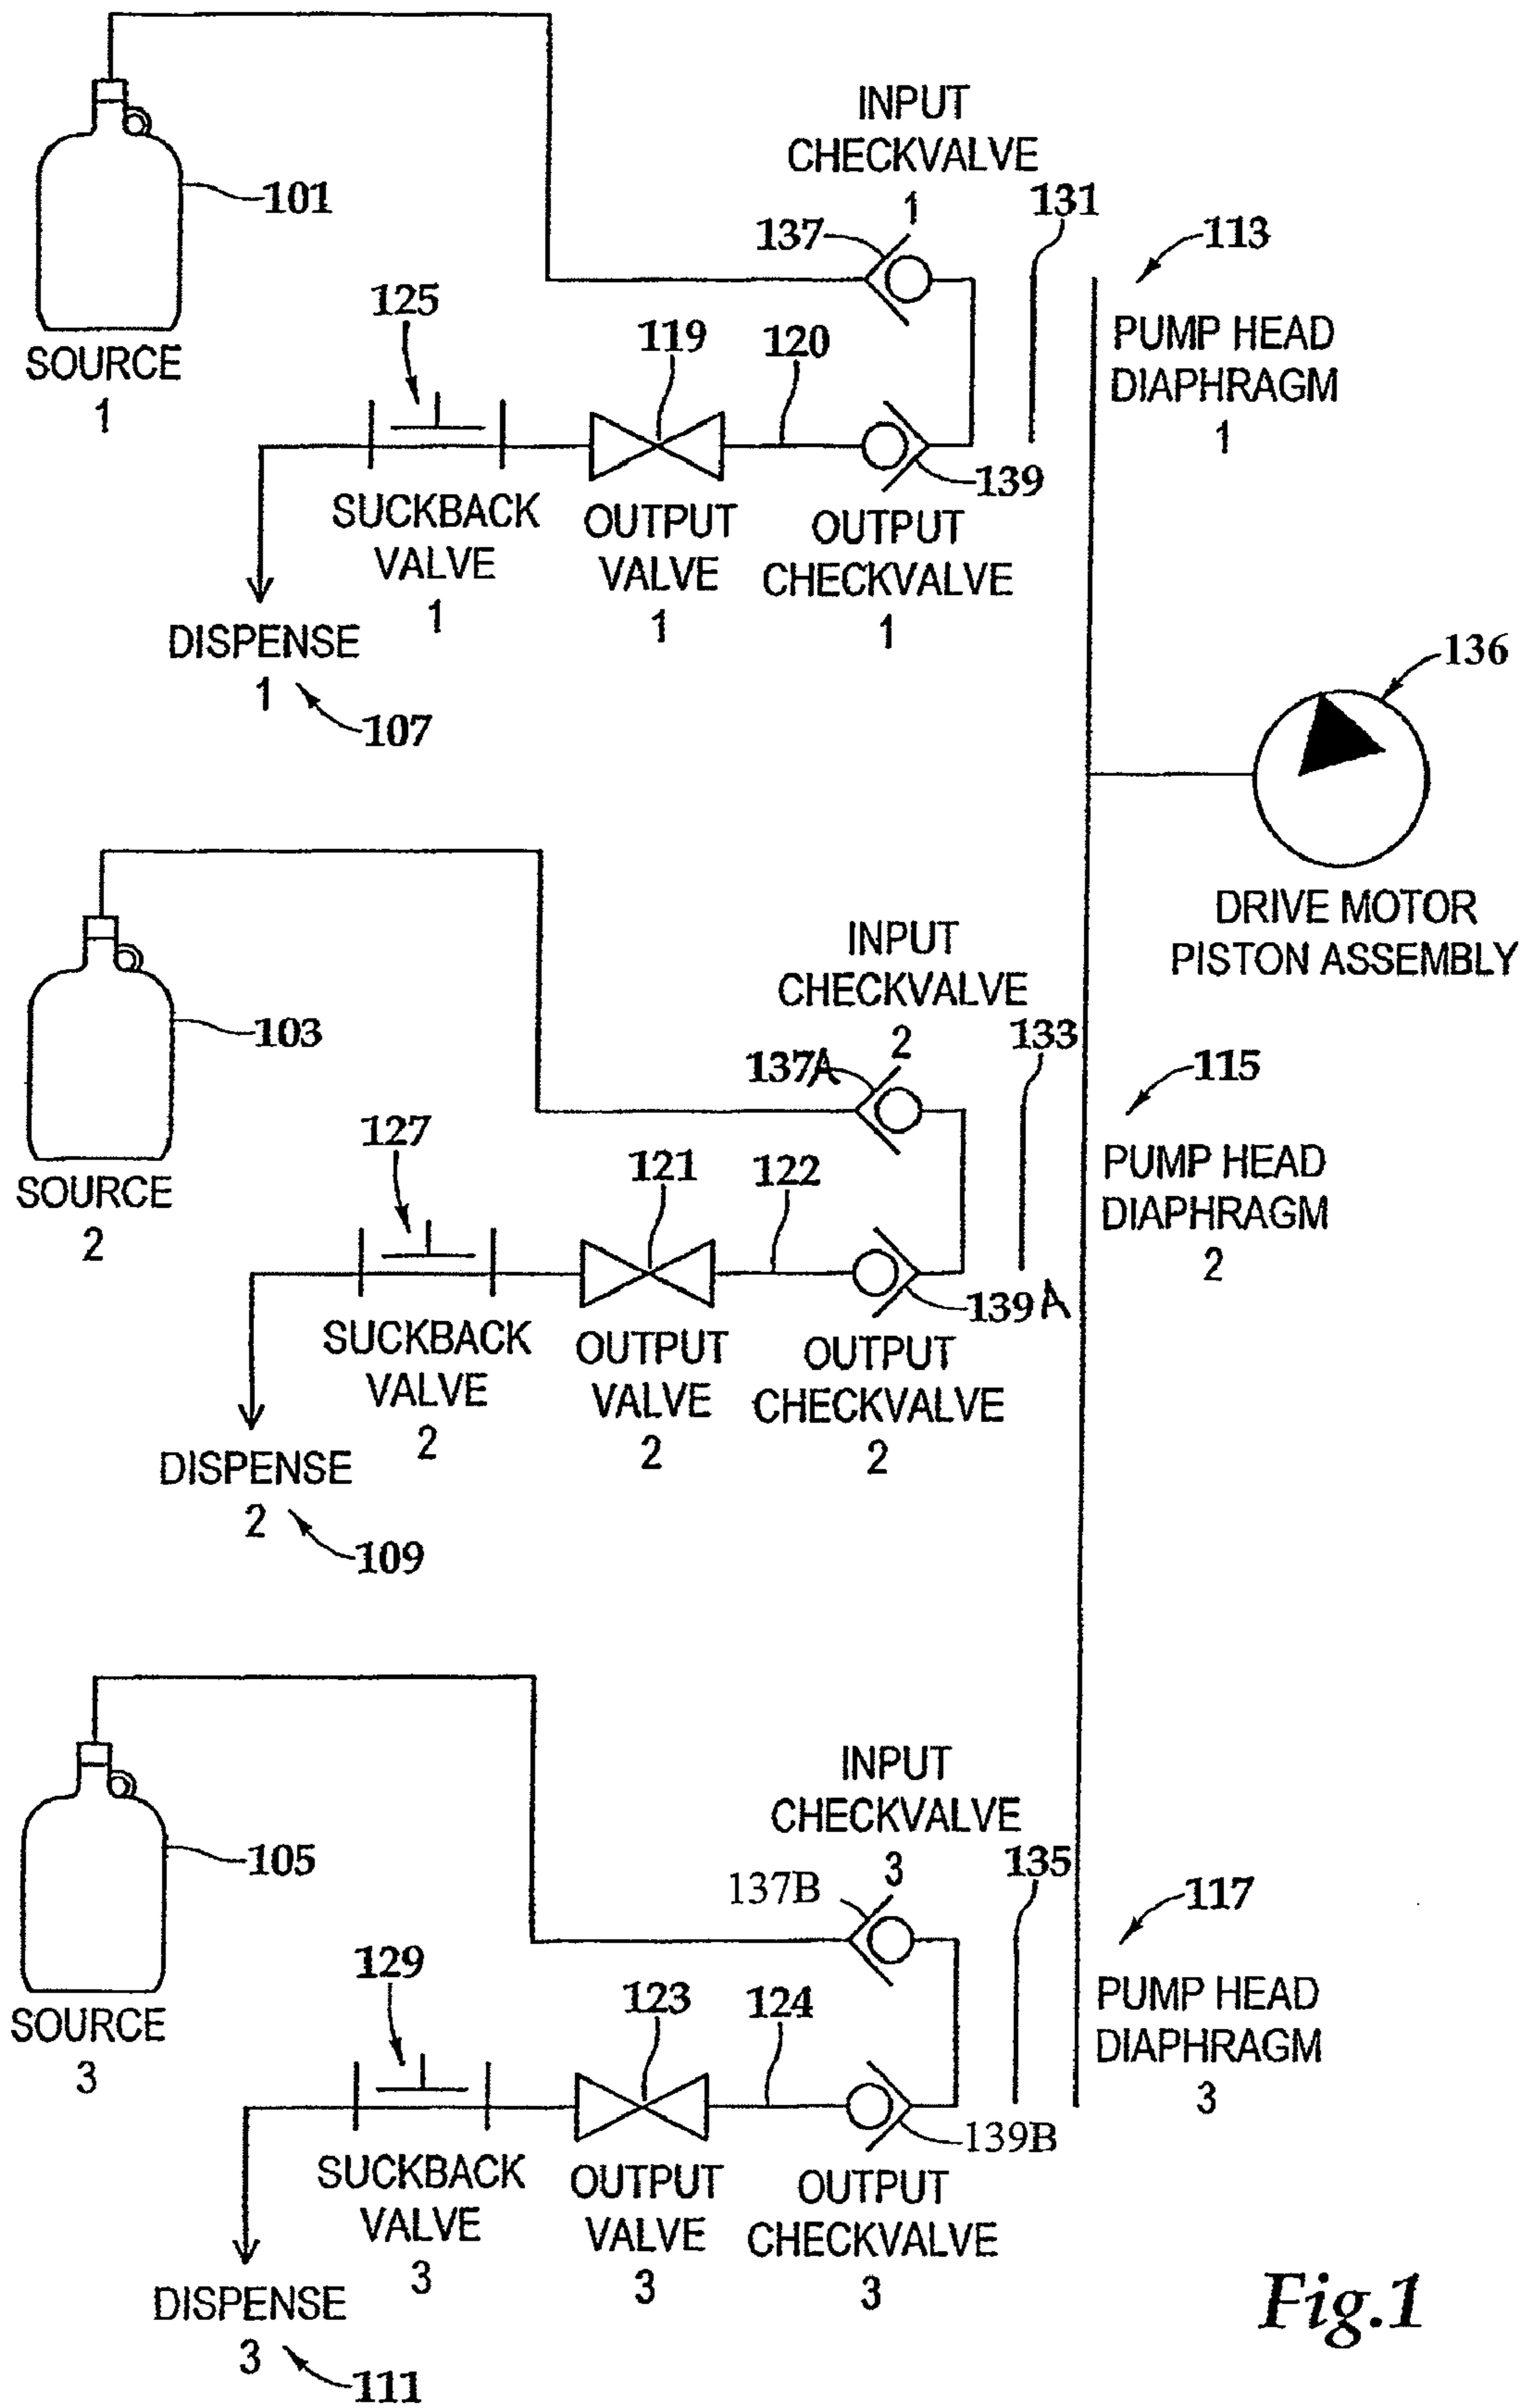 INPUT
CHECKVALVE
1
101
137
131
113
SOURCE
1
125
119
120
139
PUMP HEAD
DIAPHRAGM
1
SUCKBACK
VALVE
1
OUTPUT
VALVE
1
OUTPUT
CHECKVALVE
1
DISPENSE
1
107
136
DRIVE MOTOR
PISTON ASSEMBLY
INPUT
CHECKVALVE
2
103
137A
133
115
SOURCE
2
127
121
122
139A
PUMP HEAD
DIAPHRAGM
2
SUCKBACK
VALVE
2
OUTPUT
VALVE
2
OUTPUT
CHECKVALVE
2
DISPENSE
2
109
INPUT
CHECKVALVE
3
105
137B
135
117
SOURCE
3
129
123
124
139B
PUMP HEAD
DIAPHRAGM
3
SUCKBACK
VALVE
3
OUTPUT
VALVE
3
OUTPUT
CHECKVALVE
3
DISPENSE
3
111
Fig.1